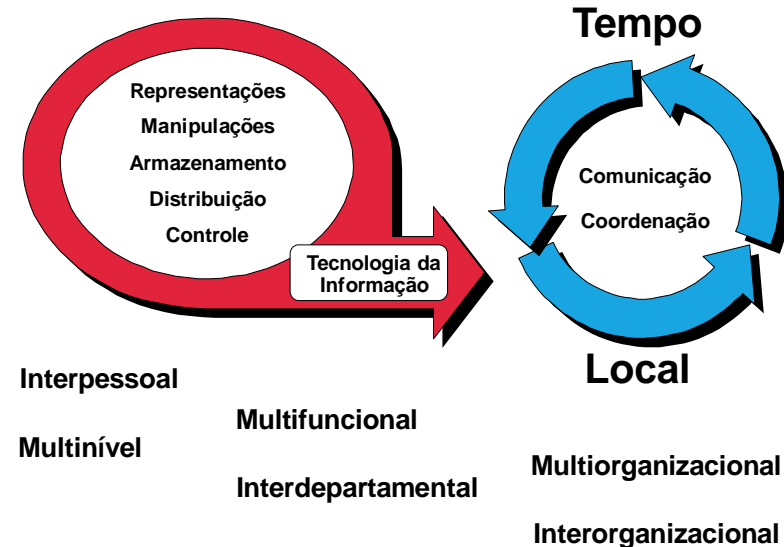 Tempo
Representações
Manipulações
Armazenamento
Distribuição
Controle
Tecnologia da
Informação
Comunicação
Coordenação
Local
Interpessoal
Multinível
Multifuncional
Interdepartamental
Multiorganizacional
Interorganizacional